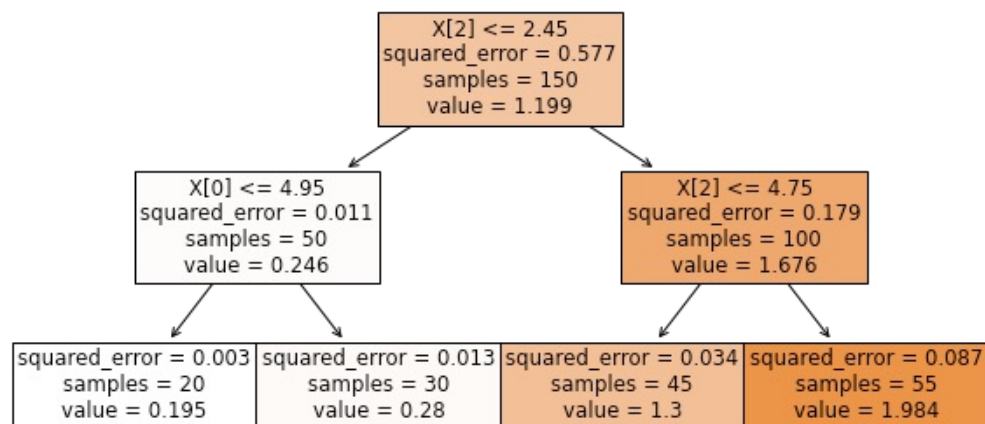 X[2] <= 2.45
squared_error = 0.577
samples = 150
value = 1.199
X[0] <= 4.95
squared_error = 0.011
samples = 50
value = 0.246
X[2] <= 4.75
squared_error = 0.179
samples = 100
value = 1.676
squared_error = 0.003
samples = 20
value = 0.195
squared_error = 0.013
samples = 30
value = 0.28
squared_error = 0.034
samples = 45
value = 1.3
squared_error = 0.087
samples = 55
value = 1.984